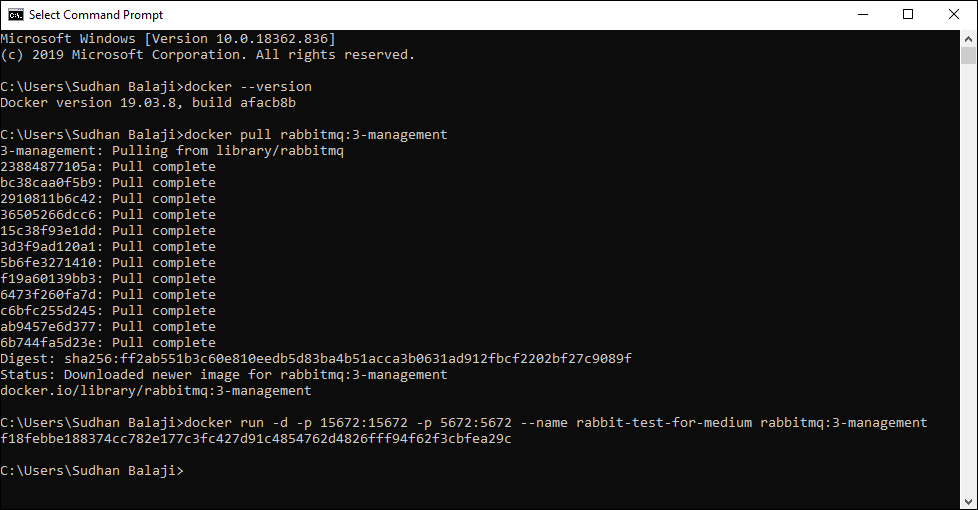 Select Command Prompt
Microsoft Windows [Version 10.0.18362.836]
(c) 2019 Microsoft Corporation. All rights reserved.
C:\Users\Sudhan Balaji>docker --version
Docker version 19.03.8, build afacb8b
C:\Users\Sudhan Balaji>docker pull rabbitmq:3-management
3-management: Pulling from library/rabbitmq
23884877105a: Pull complete
bc38caa0f5b9: Pull complete
2910811b6c42: Pull complete
36505266dcc6: Pull complete
15c38f93e1dd: Pull complete
3d3f9ad120a1: Pull complete
5b6fe3271410: Pull complete
f19a60139bb3: Pull complete
6473f260fa7d: Pull complete
c6bfc255d245: Pull complete
ab9457e6d377: Pull complete
6b744fa5d23e: Pull complete
Digest: sha256:ff2ab551b3c60e810eedb5d83ba4b51acca3b0631ad912fbcf2202bf27c9089f
Status: Downloaded newer image for rabbitmq:3-management
docker.io/library/rabbitmq:3-management
C:\Users\Sudhan Balaji>docker run -d -p 15672:15672 -p 5672:5672 --name rabbit-test-for-medium rabbitmq:3-management
f18febbe188374cc782e177c3fc427d91c4854762d4826fff94f62f3cbfea29c
C:\Users\Sudhan Balaji>